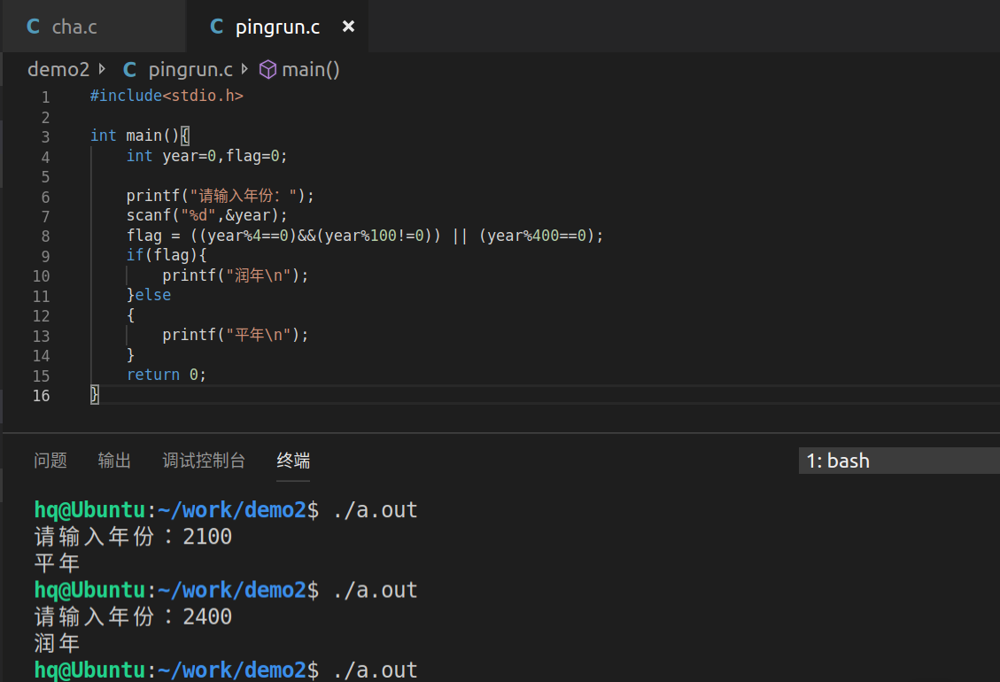 C cha.c C pingrun.c ×
demo2 C pingrun.c main()
1 #include<stdio.h>
2
3 int main(){
4 int year=0,flag=0;
5
6 printf("请输入年份：");
7 scanf("%d",&year);
8 flag = ((year%4==0)&&(year%100!=0)) || (year%400==0);
9 if(flag){
10 printf("润年\n");
11 }else
12 {
13 printf("平年\n");
14 }
15 return 0;
16 }
问题 输出 调试控制台 终端 1: bash
hq@Ubuntu:~/work/demo2$ ./a.out
请输入年份：2100
平年
hq@Ubuntu:~/work/demo2$ ./a.out
请输入年份：2400
润年
hq@Ubuntu:~/work/demo2$ ./a.out